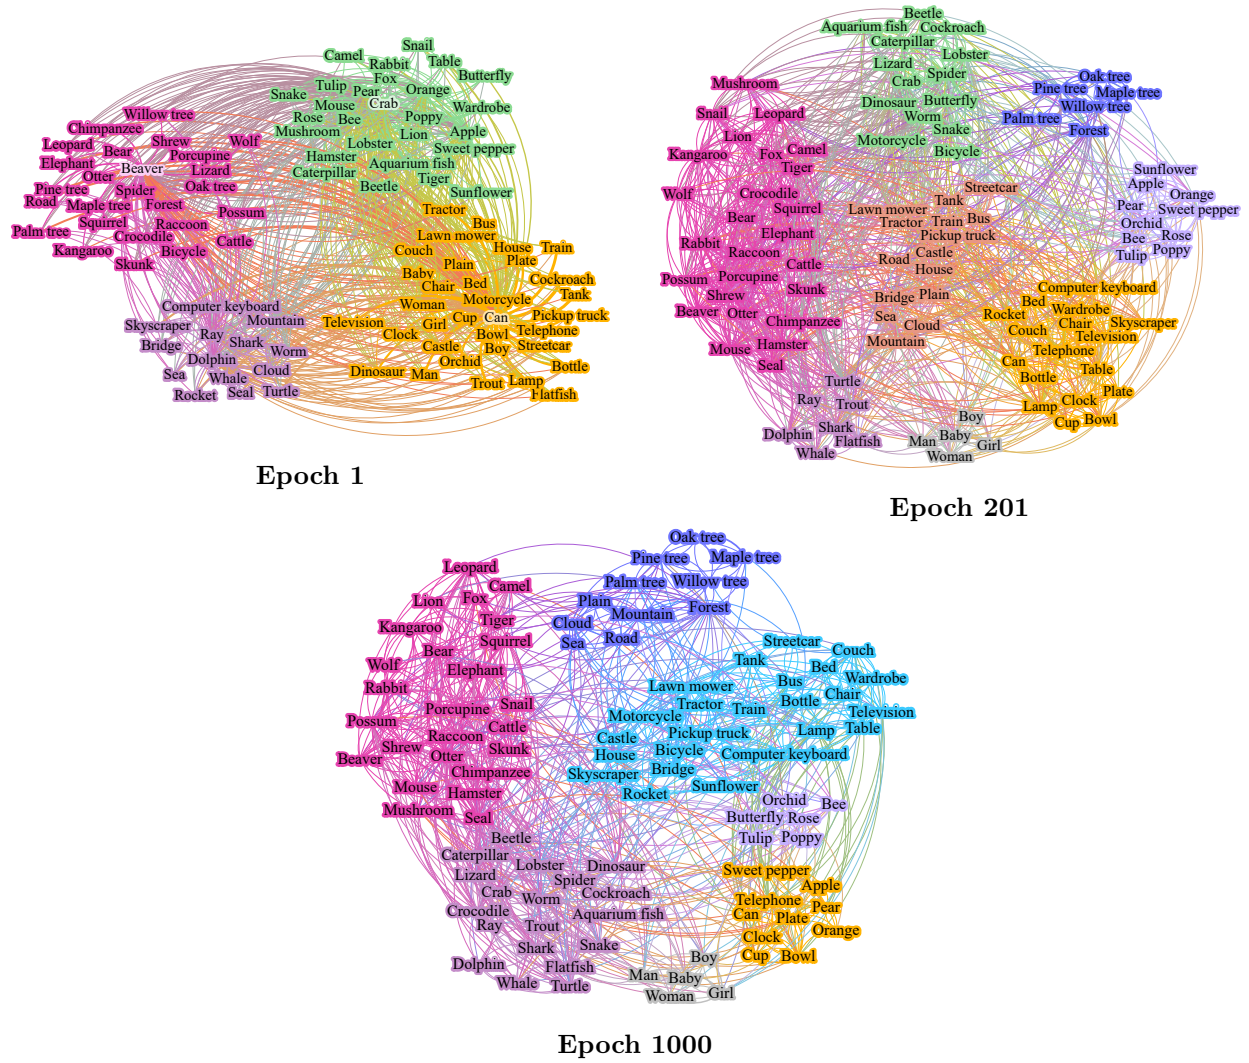 Snail
Camel
Rabbit
Table
Fox
Butterfly
Tulip
Pear
Orange
Snake
Crab
Mouse
Wardrobe
Rose
Bee
Poppy
Mushroom
Lion
Apple
Lobster
Sweet pepper
Hamster
Aquarium fish
Caterpillar
Tiger
Beetle
Sunflower
Willow tree
Chimpanzee
Leopard
Shrew
Wolf
Bear
Porcupine
Elephant
Beaver
Lizard
Otter
Pine tree
Spider
Oak tree
Road
Maple tree
Forest
Possum
Squirrel
Raccoon
Palm tree
Crocodile
Cattle
Kangaroo
Bicycle
Skunk
Tractor
Bus
Lawn mower
Couch
House
Train
Plain
Plate
Baby
Chair
Bed
Cockroach
Woman
Motorcycle
Tank
Television
Girl
Cup
Can
Pickup truck
Clock
Bowl
Telephone
Castle
Boy
Streetcar
Orchid
Dinosaur
Man
Bottle
Trout
Lamp
Flatfish
Computer keyboard
Skyscraper
Mountain
Bridge
Ray
Shark
Worm
Dolphin
Sea
Whale
Cloud
Rocket
Seal
Turtle
Epoch 1
Beetle
Aquarium fish
Cockroach
Caterpillar
Lobster
Lizard
Spider
Crab
Dinosaur
Butterfly
Worm
Snake
Motorcycle
Bicycle
Oak tree
Pine tree
Maple tree
Willow tree
Palm tree
Forest
Mushroom
Snail
Leopard
Lion
Kangaroo
Fox
Camel
Tiger
Wolf
Crocodile
Squirrel
Bear
Elephant
Rabbit
Raccoon
Cattle
Possum
Porcupine
Shrew
Skunk
Beaver
Otter
Chimpanzee
Mouse
Hamster
Seal
Sunflower
Apple
Orange
Pear
Sweet pepper
Orchid
Bee
Rose
Tulip
Poppy
Streetcar
Tank
Lawn mower
Tractor
Train
Bus
Pickup truck
Road
Castle
House
Bridge
Plain
Sea
Cloud
Mountain
Computer keyboard
Bed
Rocket
Wardrobe
Couch
Chair
Skyscraper
Television
Telephone
Can
Bottle
Table
Lamp
Clock
Plate
Cup
Bowl
Turtle
Ray
Trout
Dolphin
Shark
Flatfish
Whale
Boy
Man
Baby
Girl
Woman
Epoch 201
Oak tree
Pine tree
Maple tree
Palm tree
Willow tree
Plain
Mountain
Forest
Cloud
Road
Sea
Leopard
Camel
Lion
Fox
Tiger
Kangaroo
Squirrel
Bear
Wolf
Elephant
Rabbit
Porcupine
Snail
Possum
Raccoon
Cattle
Shrew
Otter
Skunk
Beaver
Chimpanzee
Mouse
Hamster
Mushroom
Seal
Streetcar
Couch
Tank
Bed
Lawn mower
Bus
Wardrobe
Tractor
Train
Bottle
Chair
Motorcycle
Television
Castle
Pickup truck
Lamp
Table
House
Bicycle
Computer keyboard
Skyscraper
Bridge
Rocket
Sunflower
Orchid
Bee
Butterfly
Rose
Tulip
Poppy
Beetle
Caterpillar
Lobster
Dinosaur
Lizard
Spider
Crab
Worm
Cockroach
Crocodile
Ray
Trout
Aquarium fish
Shark
Snake
Dolphin
Flatfish
Whale
Turtle
Sweet pepper
Apple
Telephone
Can
Plate
Pear
Clock
Orange
Cup
Bowl
Boy
Man
Baby
Woman
Girl
Epoch 1000